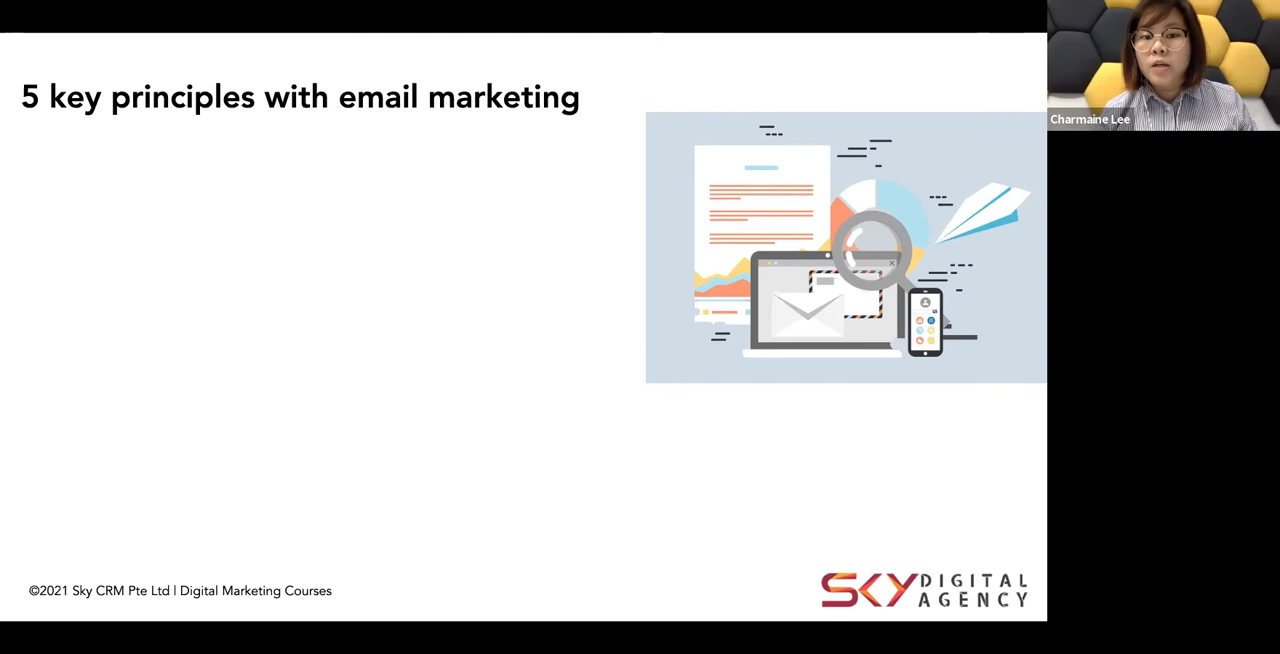 5 key principles with email marketing
Charmaine Lee
©2021 Sky CRM Pte Ltd | Digital Marketing Courses
SKY DIGITAL
AGENCY